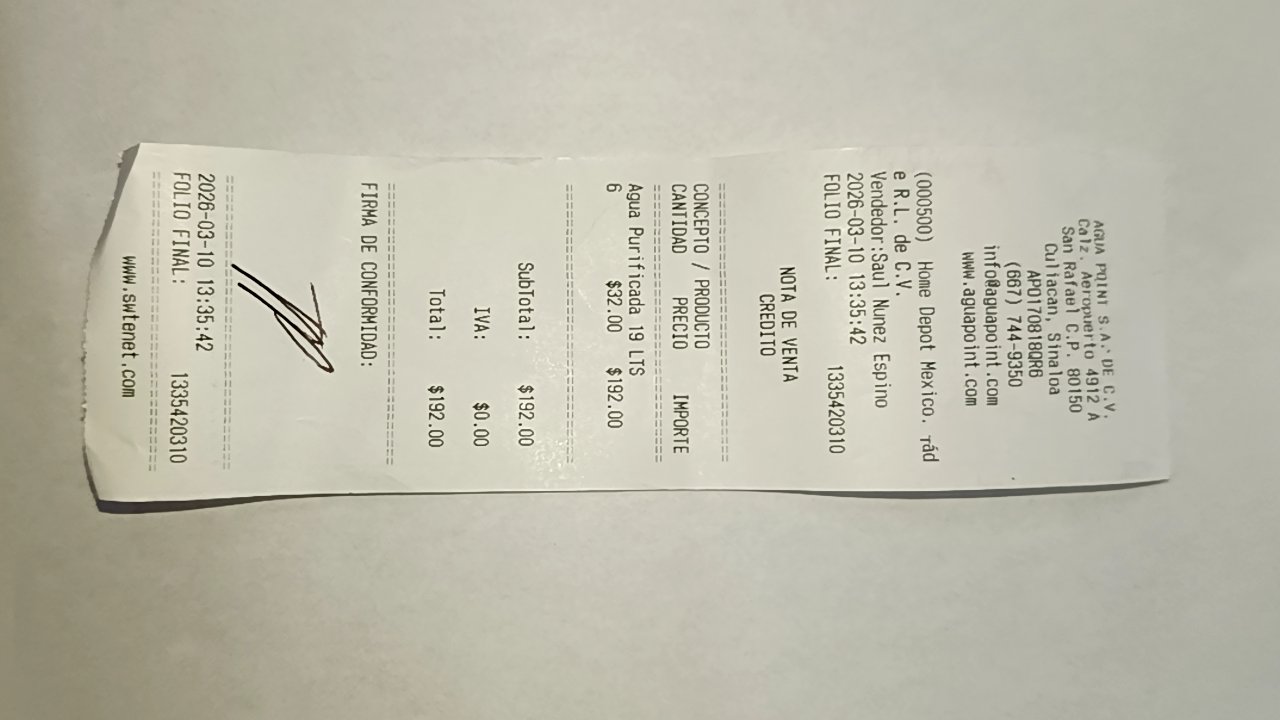 AGUA POINT S.A. DE C.V.
Calz. Aeropuerto 4912 A
San Rafael C.P. 80150
Culiacan, Sinaloa
APO170818QR6
(667) 744-9350
info@aguapoint.com
www.aguapoint.com
(000500) Home Depot Mexico. rád
e R.L. de C.V.
Vendedor:Saul Nunez Espino
2026-03-10 13:35:42
FOLIO FINAL: 1335420310
NOTA DE VENTA
CREDITO
CONCEPTO / PRODUCTO
CANTIDAD PRECIO IMPORTE
Agua Purificada 19 LTS
6 $32.00 $192.00
SubTotal: $192.00
IVA: $0.00
Total: $192.00
FIRMA DE CONFORMIDAD:
2026-03-10 13:35:42
FOLIO FINAL: 1335420310
www.swtenet.com